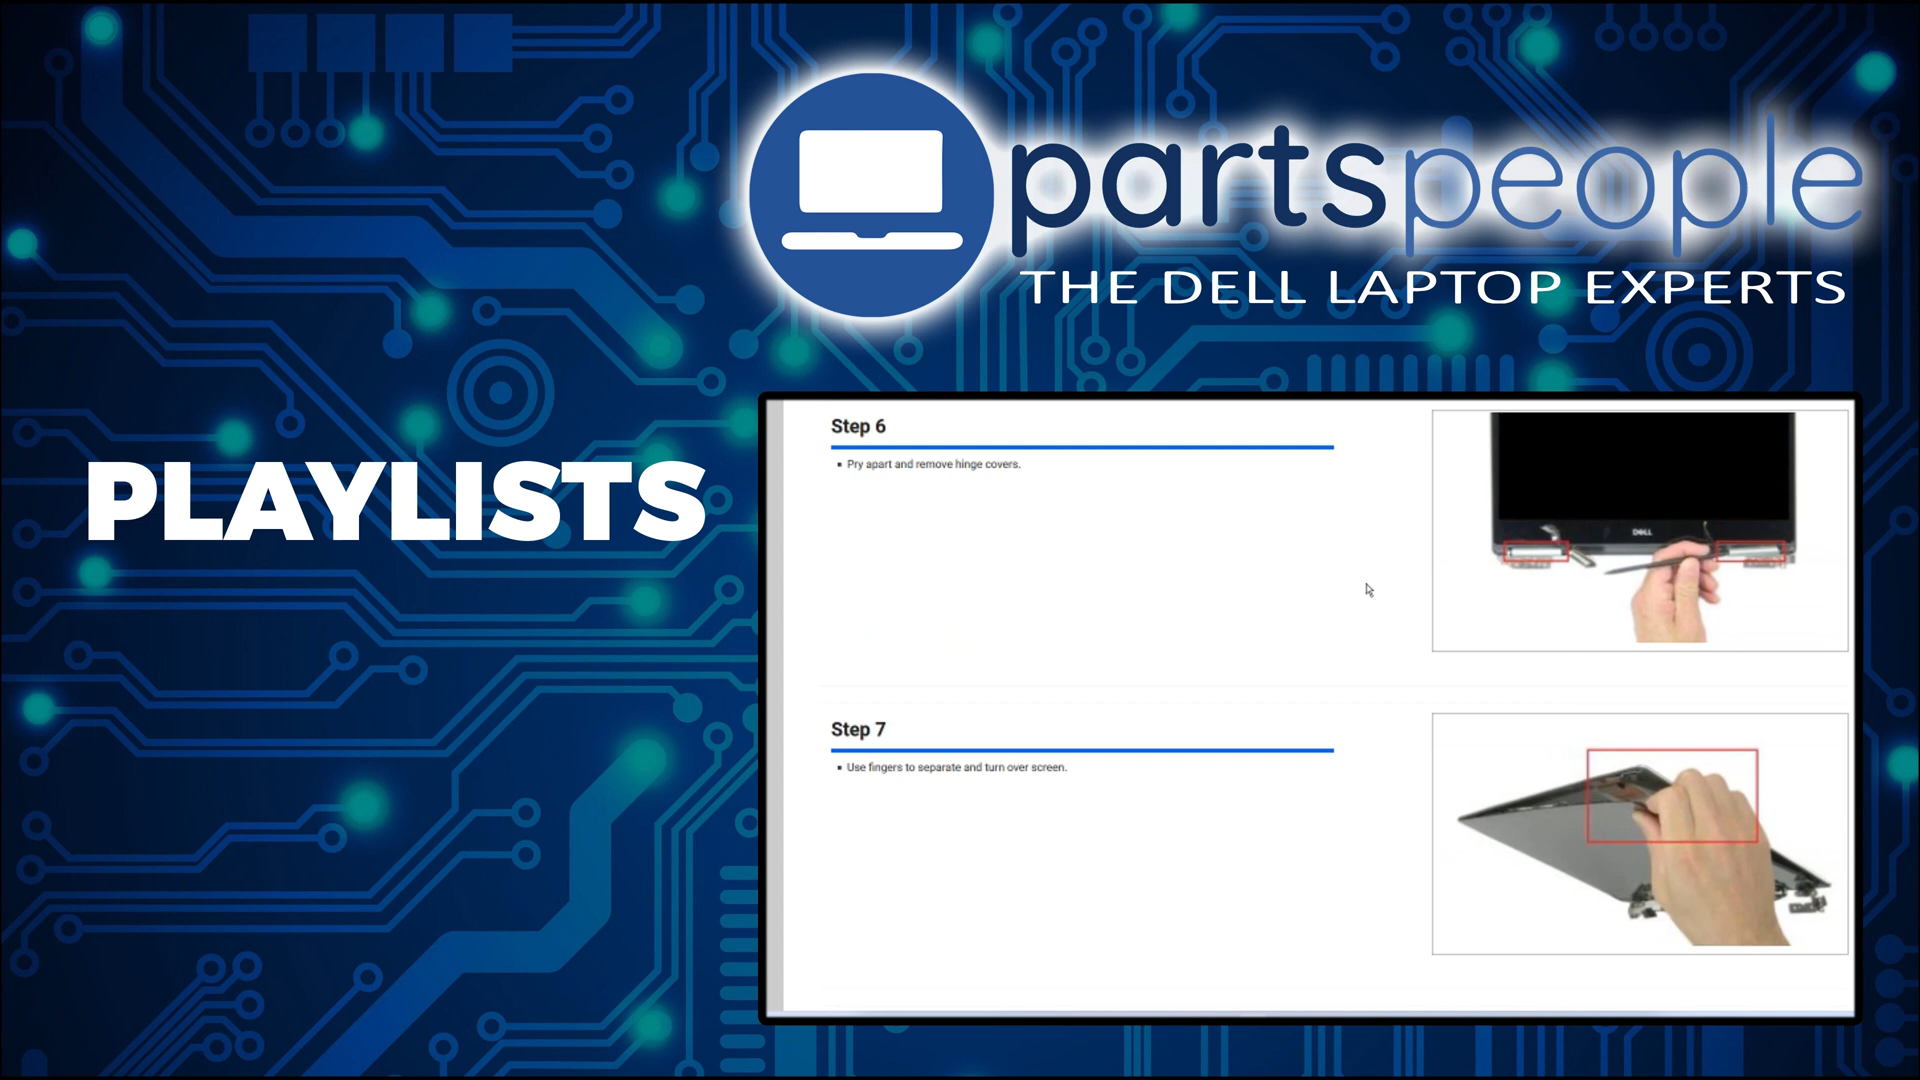 partspeople
THE DELL LAPTOP EXPERTS
PLAYLISTS
Step 6
▪ Pry apart and remove hinge covers.
DELL
Step 7
▪ Use fingers to separate and turn over screen.